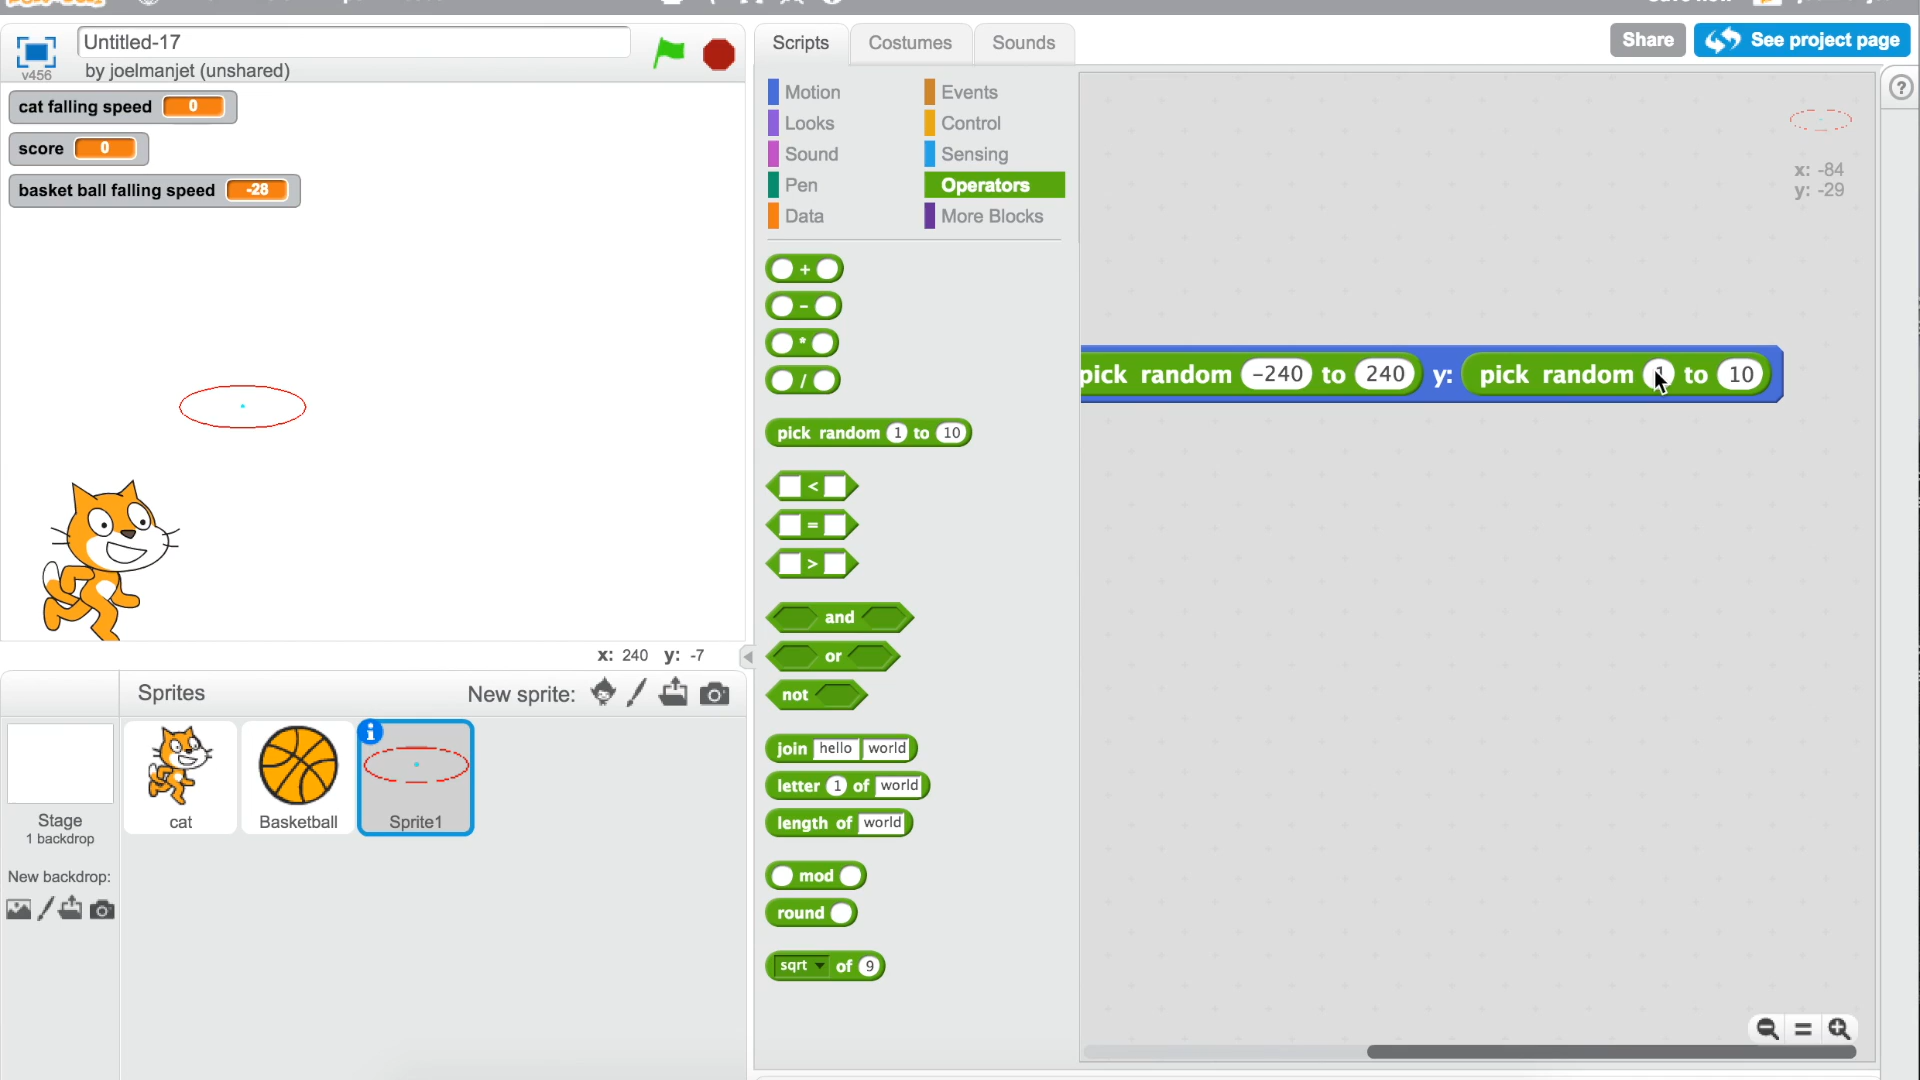 Untitled-17
by joelmanjet (unshared)
v456
cat falling speed 0
score 0
basket ball falling speed -28
x: 240 y: -7
Sprites
New sprite:
Stage
1 backdrop
New backdrop:
cat
Basketball
Sprite1
Scripts
Costumes
Sounds
Share
See project page
Motion
Events
Looks
Control
Sound
Sensing
Pen
Operators
Data
More Blocks
+
-
*
/
pick random 1 to 10
<
=
>
and
or
not
join hello world
letter 1 of world
length of world
mod
round
sqrt of 9
x: -84
y: -29
pick random -240 to 240 y: pick random 1 to 10
?